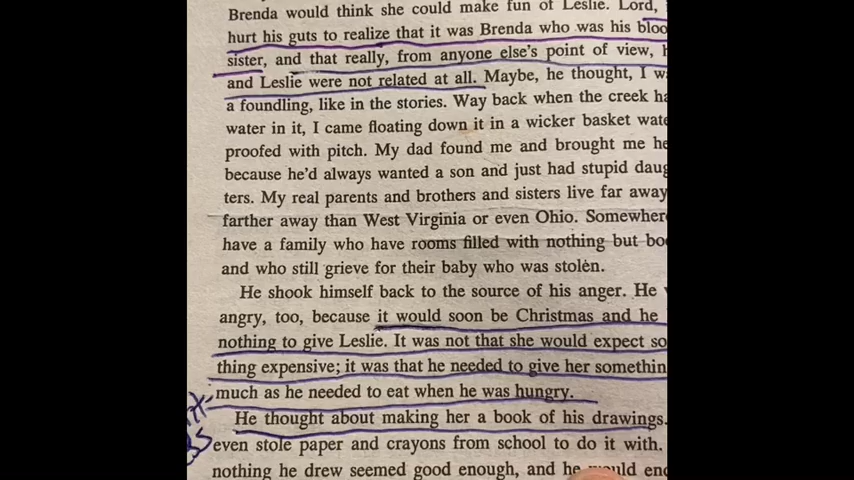 Brenda would think she could make fun of Leslie. Lord,
hurt his guts to realize that it was Brenda who was his bloo
sister, and that really, from anyone else's point of view, h
and Leslie were not related at all. Maybe, he thought, I w
a foundling, like in the stories. Way back when the creek ha
water in it, I came floating down it in a wicker basket wate
proofed with pitch. My dad found me and brought me he
because he'd always wanted a son and just had stupid daug
ters. My real parents and brothers and sisters live far away
farther away than West Virginia or even Ohio. Somewher
have a family who have rooms filled with nothing but bo
and who still grieve for their baby who was stolen.
He shook himself back to the source of his anger. He
angry, too, because it would soon be Christmas and he
nothing to give Leslie. It was not that she would expect so
thing expensive; it was that he needed to give her somethin
much as he needed to eat when he was hungry.
He thought about making her a book of his drawings.
even stole paper and crayons from school to do it with.
nothing he drew seemed good enough, and he would end